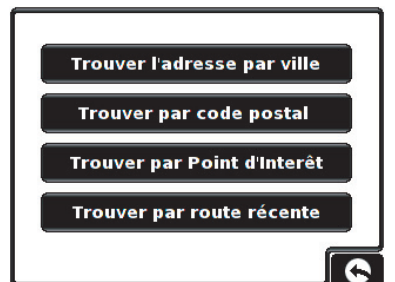 Trouver l'adresse par ville
Trouver par code postal
Trouver par Point d'Interêt
Trouver par route récente